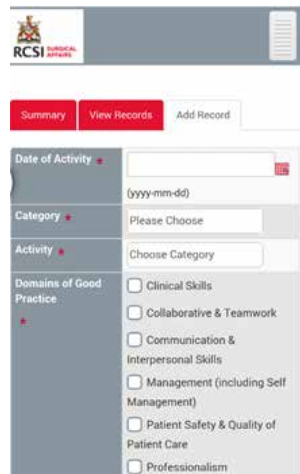 RCSI SURGICAL
AFFAIRS
Summary View Records Add Record
Date of Activity *
(yyyy-mm-dd)
Category * Please Choose
Activity * Choose Category
Domains of Good
Practice
*
Clinical Skills
Collaborative & Teamwork
Communication &
Interpersonal Skills
Management (including Self
Management)
Patient Safety & Quality of
Patient Care
Professionalism